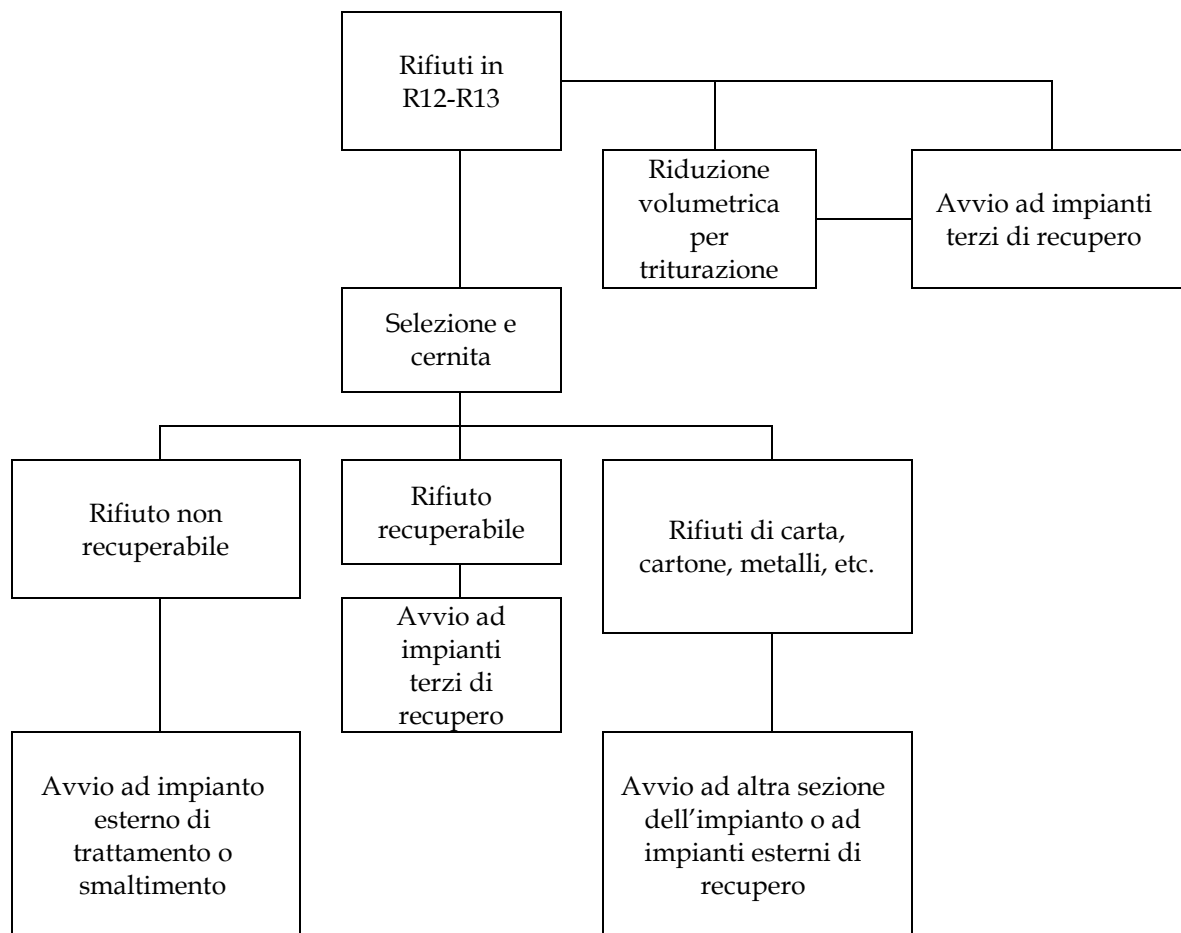 Rifiuti in
R12-R13
Riduzione
volumetrica
per
triturazione
Avvio ad impianti
terzi di recupero
Selezione e
cernita
Rifiuto non
recuperabile
Rifiuto
recuperabile
Rifiuti di carta,
cartone, metalli, etc.
Avvio ad
impianti
terzi di
recupero
Avvio ad impianto
esterno di
trattamento o
smaltimento
Avvio ad altra sezione
dell’impianto o ad
impianti esterni di
recupero